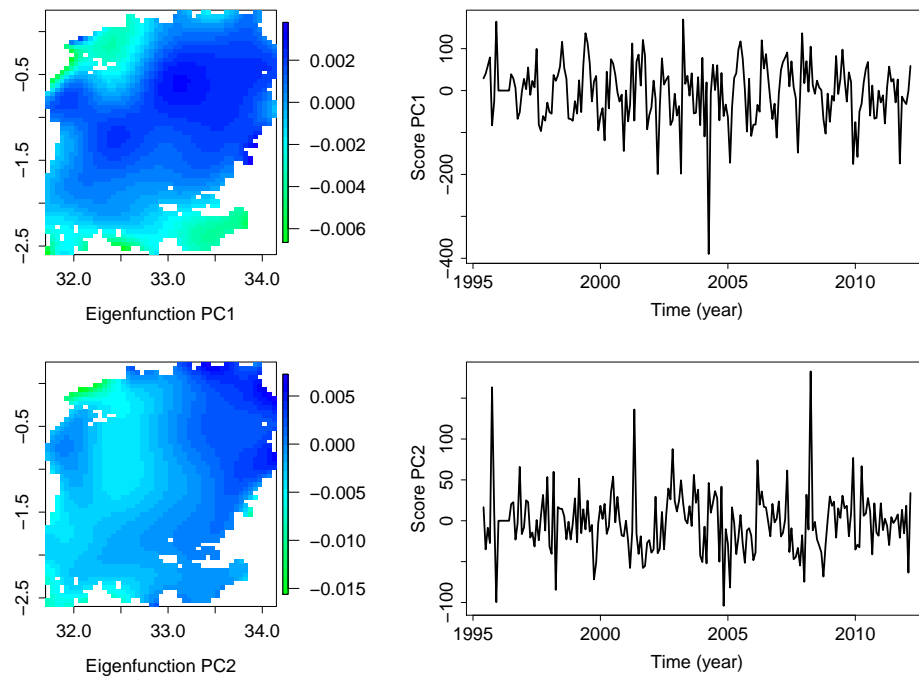 −0.5
−1.5
−2.5
32.0 33.0 34.0
Eigenfunction PC1
0.002
0.000
−0.002
−0.004
−0.006
Score PC1
100
0
−200
−400
1995 2000 2005 2010
Time (year)
−0.5
−1.5
−2.5
32.0 33.0 34.0
Eigenfunction PC2
0.005
0.000
−0.005
−0.010
−0.015
Score PC2
100
50
0
−100
1995 2000 2005 2010
Time (year)